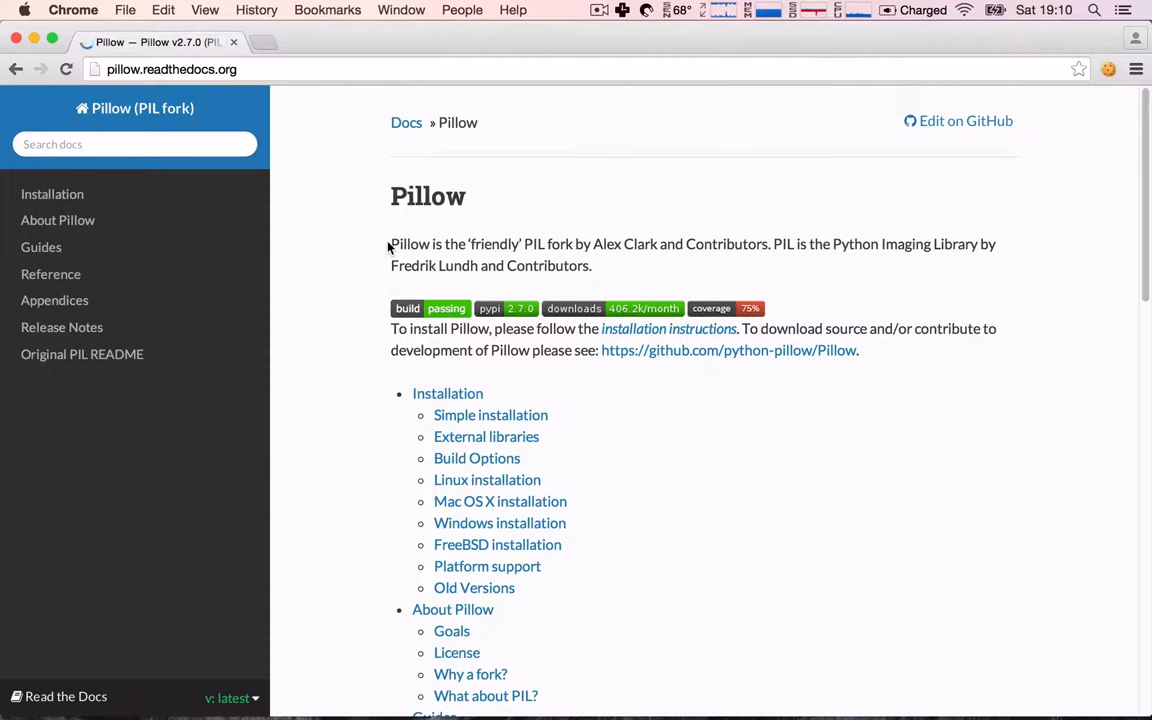 Chrome File Edit View History Bookmarks Window People Help 68° Charged Sat 19:10
Pillow — Pillow v2.7.0 (PIL
pillow.readthedocs.org
Pillow (PIL fork)
Search docs
Installation
About Pillow
Guides
Reference
Appendices
Release Notes
Original PIL README
Read the Docs v: latest
Docs » Pillow Edit on GitHub
Pillow
Pillow is the ‘friendly’ PIL fork by Alex Clark and Contributors. PIL is the Python Imaging Library by
Fredrik Lundh and Contributors.
build passing pypi 2.7.0 downloads 406.2k/month coverage 75%
To install Pillow, please follow the installation instructions. To download source and/or contribute to
development of Pillow please see: https://github.com/python-pillow/Pillow.
• Installation
Simple installation
External libraries
Build Options
Linux installation
Mac OS X installation
Windows installation
FreeBSD installation
Platform support
Old Versions
• About Pillow
Goals
License
Why a fork?
What about PIL?
Guides